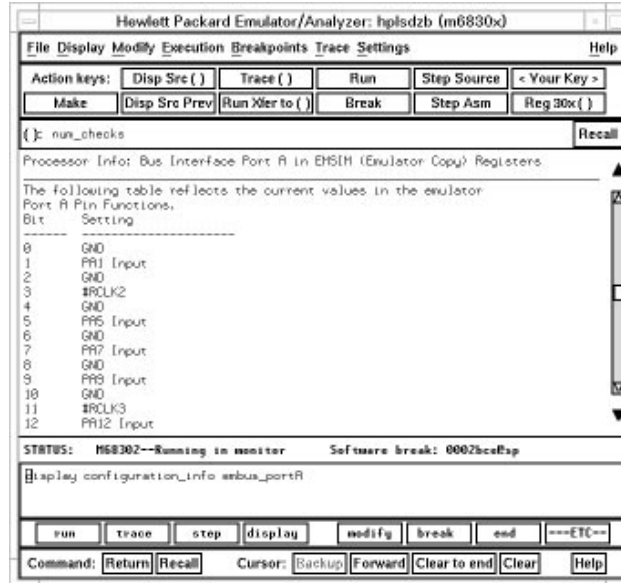 Hewlett Packard Emulator/Analyzer: hplsdzb (m6830x)
File Display Modify Execution Breakpoints Trace Settings Help
Action keys: Disp Src ( ) Trace ( ) Run Step Source < Your Key >
Make Disp Src Prev Run Xfer to ( ) Break Step Asm Reg 30x ( )
( ): num_checks Recall
Processor Info: Bus Interface Port A in EMSIM (Emulator Copy) Registers
The following table reflects the current values in the emulator
Port A Pin Functions.
Bit Setting
0 GND
1 PA1 Input
2 GND
3 #RCLK2
4 GND
5 PA5 Input
6 GND
7 PA7 Input
8 GND
9 PA9 Input
10 GND
11 #RCLK3
12 PA12 Input
STATUS: M68302--Running in monitor Software break: 0002bce@sp
display configuration_info embus_portA
run trace step display modify break end ---ETC--
Command: Return Recall Cursor: Backup Forward Clear to end Clear Help